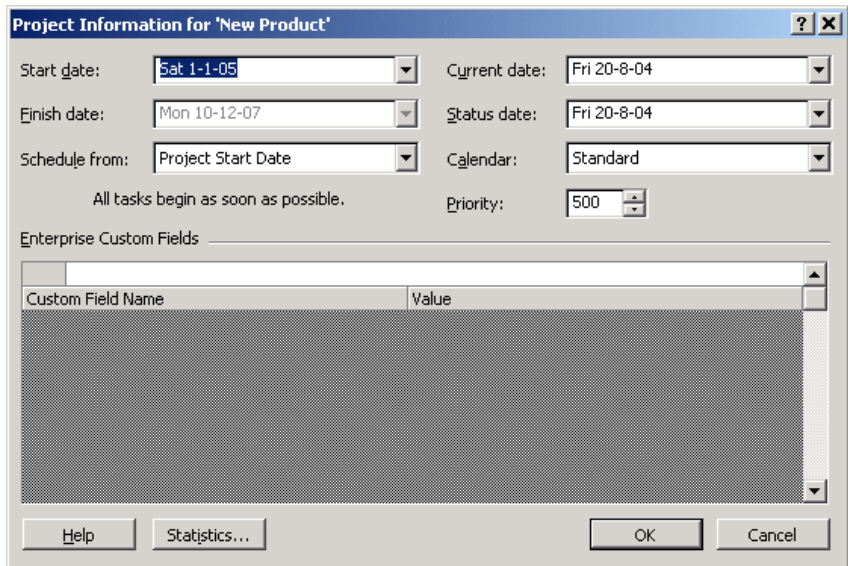 Project Information for 'New Product'
Start date: Sat 1-1-05 Current date: Fri 20-8-04
Finish date: Mon 10-12-07 Status date: Fri 20-8-04
Schedule from: Project Start Date Calendar: Standard
All tasks begin as soon as possible. Priority: 500
Enterprise Custom Fields
Custom Field Name Value
Help Statistics... OK Cancel